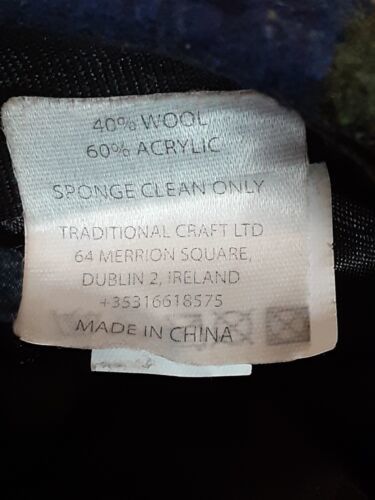 40% WOOL
60% ACRYLIC
SPONGE CLEAN ONLY
TRADITIONAL CRAFT LTD
64 MERRION SQUARE,
DUBLIN 2, IRELAND
+35316618575
MADE IN CHINA